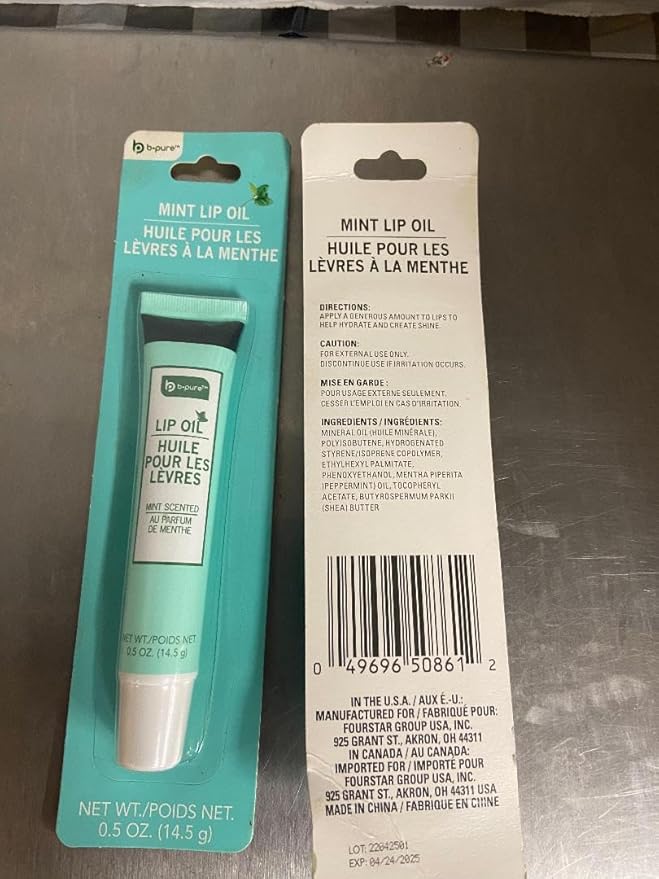 b-pure™
MINT LIP OIL
HUILE POUR LES
LÈVRES À LA MENTHE
b-pure™
LIP OIL
HUILE
POUR LES
LÈVRES
MINT SCENTED
AU PARFUM
DE MENTHE
NET WT./POIDS NET
0.5 OZ. (14.5 g)
NET WT./POIDS NET.
0.5 OZ. (14.5 g)
MINT LIP OIL
HUILE POUR LES
LÈVRES À LA MENTHE
DIRECTIONS:
APPLY A GENEROUS AMOUNT TO LIPS TO
HELP HYDRATE AND CREATE SHINE.
CAUTION:
FOR EXTERNAL USE ONLY.
DISCONTINUE USE IF IRRITATION OCCURS.
MISE EN GARDE :
POUR USAGE EXTERNE SEULEMENT.
CESSER L'EMPLOI EN CAS D'IRRITATION.
INGREDIENTS / INGRÉDIENTS:
MINERAL OIL (HUILE MINÉRALE),
POLYISOBUTENE, HYDROGENATED
STYRENE/ISOPRENE COPOLYMER,
ETHYLHEXYL PALMITATE,
PHENOXYETHANOL, MENTHA PIPERITA
(PEPPERMINT) OIL, TOCOPHERYL
ACETATE, BUTYROSPERMUM PARKII
(SHEA) BUTTER
0 49696 50861 2
IN THE U.S.A. / AUX É.-U.:
MANUFACTURED FOR / FABRIQUÉ POUR:
FOURSTAR GROUP USA, INC.
925 GRANT ST., AKRON, OH 44311
IN CANADA / AU CANADA:
IMPORTED FOR / IMPORTÉ POUR
FOURSTAR GROUP USA, INC.
925 GRANT ST., AKRON, OH 44311 USA
MADE IN CHINA / FABRIQUÉ EN CHINE
LOT: 22042501
EXP: 04/24/2025